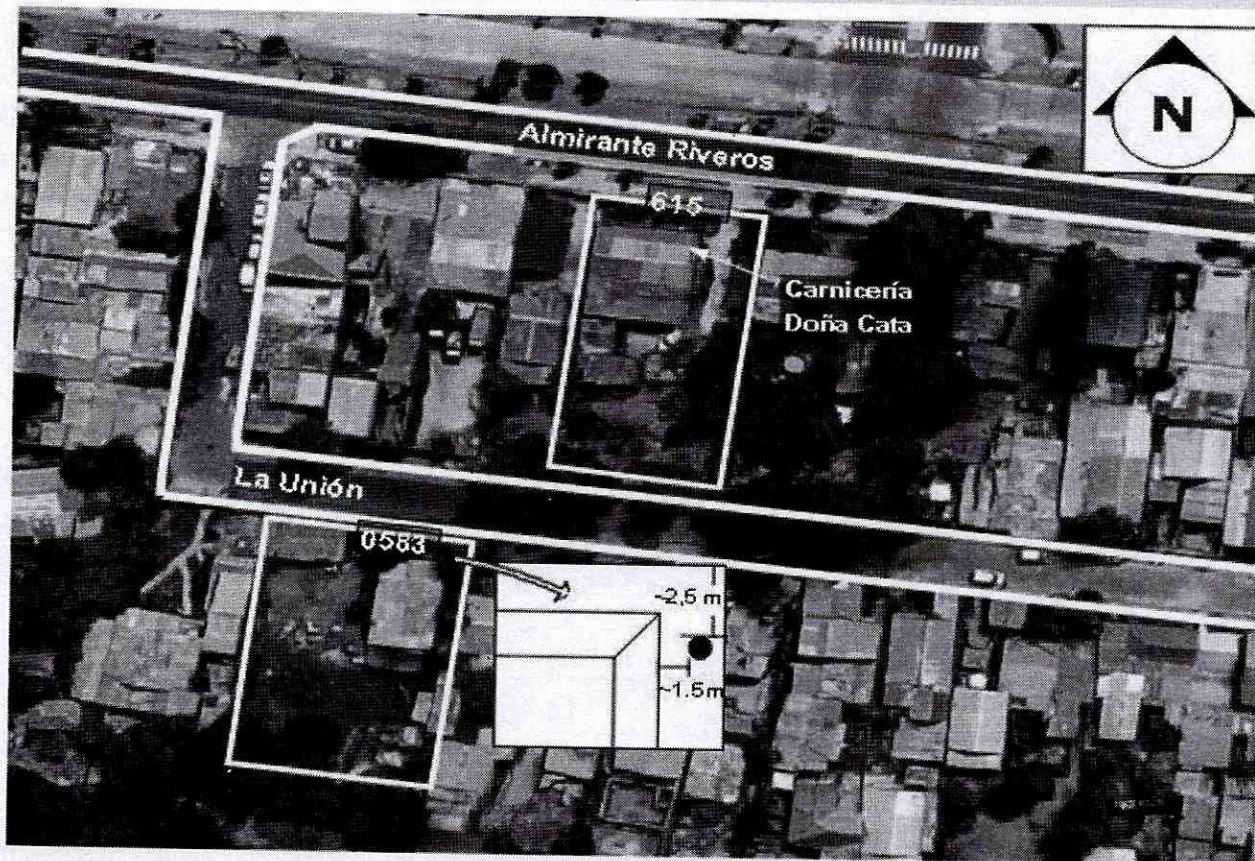 N
Almirante Riveros
615
Carnicería
Doña Cata
La Unión
0583
~2,5 m
~1.5m